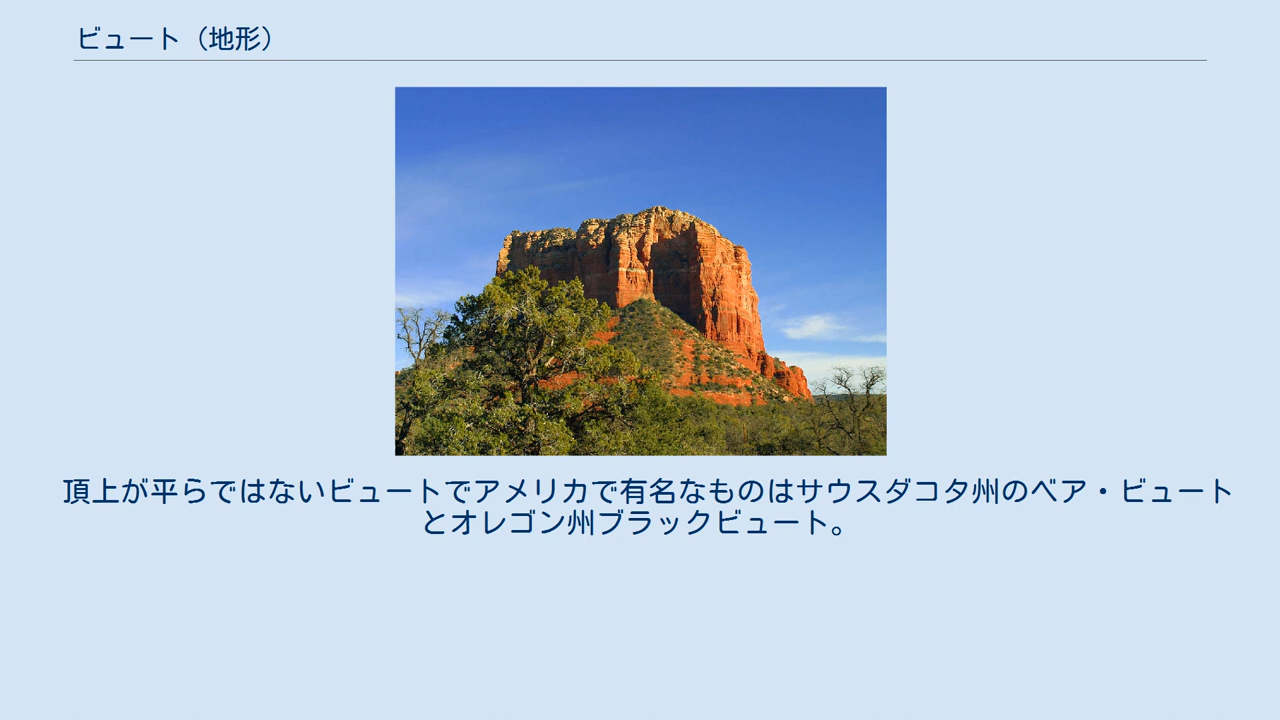 ビュート（地形）
頂上が平らではないビュートでアメリカで有名なものはサウスダコタ州のベア・ビュート
とオレゴン州ブラックビュート。